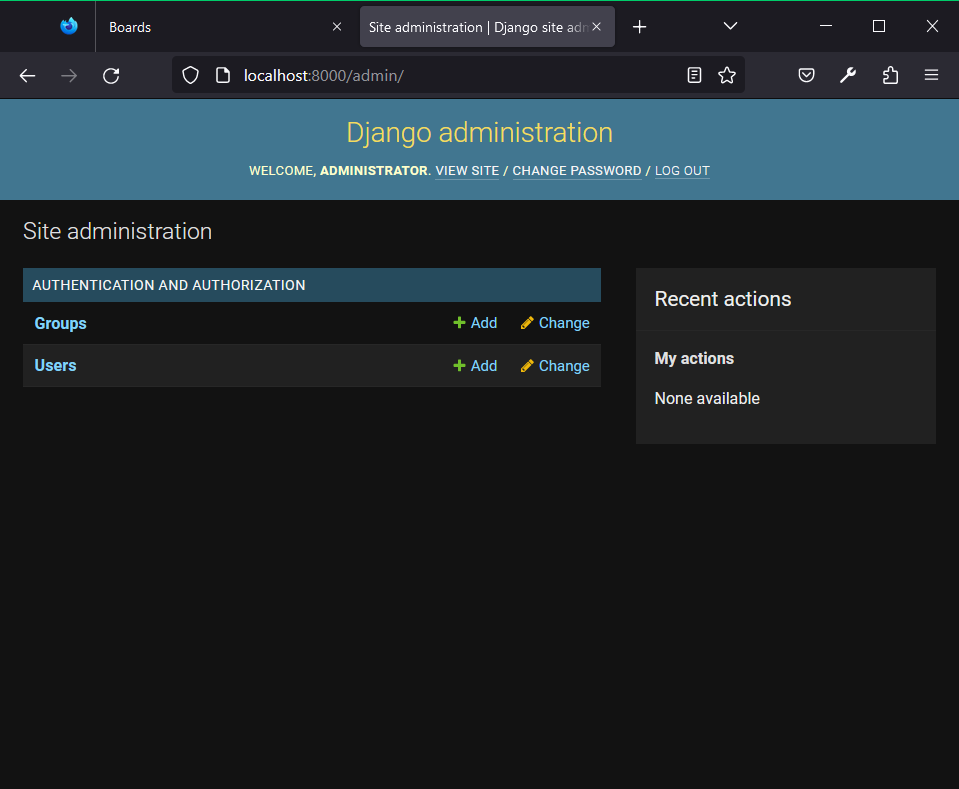 Boards
Site administration | Django site adm
localhost:8000/admin/
Django administration
WELCOME, ADMINISTRATOR. VIEW SITE / CHANGE PASSWORD / LOG OUT
Site administration
AUTHENTICATION AND AUTHORIZATION
Groups Add Change
Users Add Change
Recent actions
My actions
None available